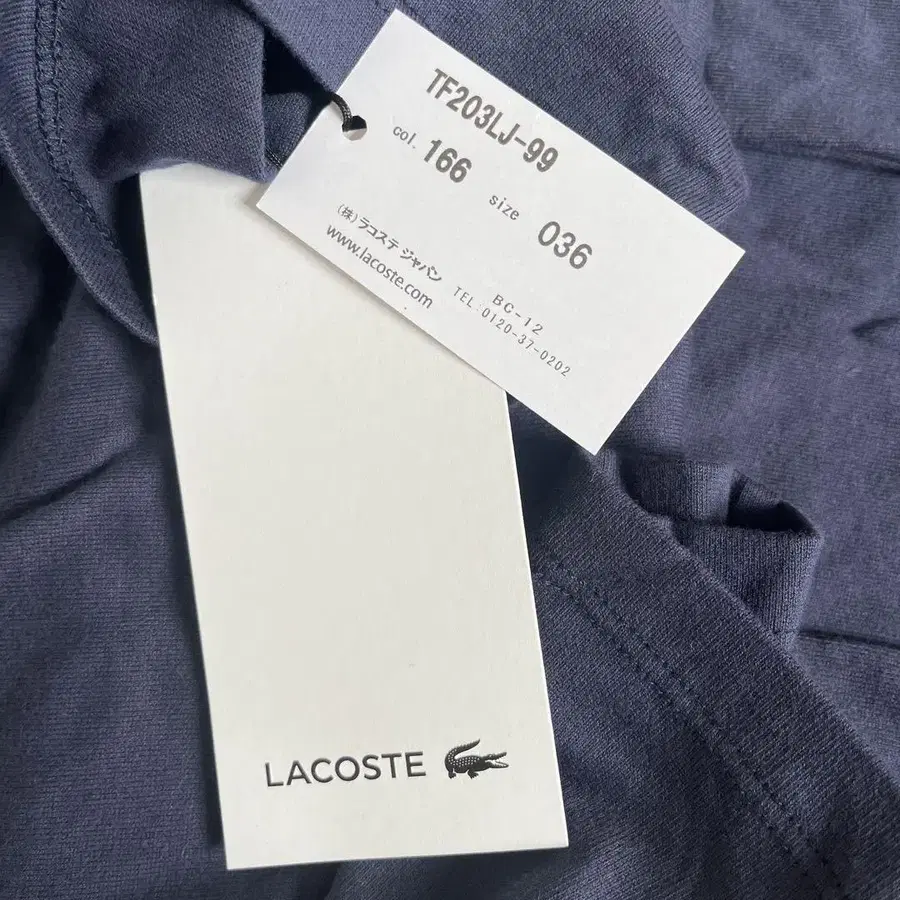 TF203LJ-99
col. 166 size 036
(株)ラコステ ジャパン BC-12
www.lacoste.com TEL:0120-37-0202
LACOSTE